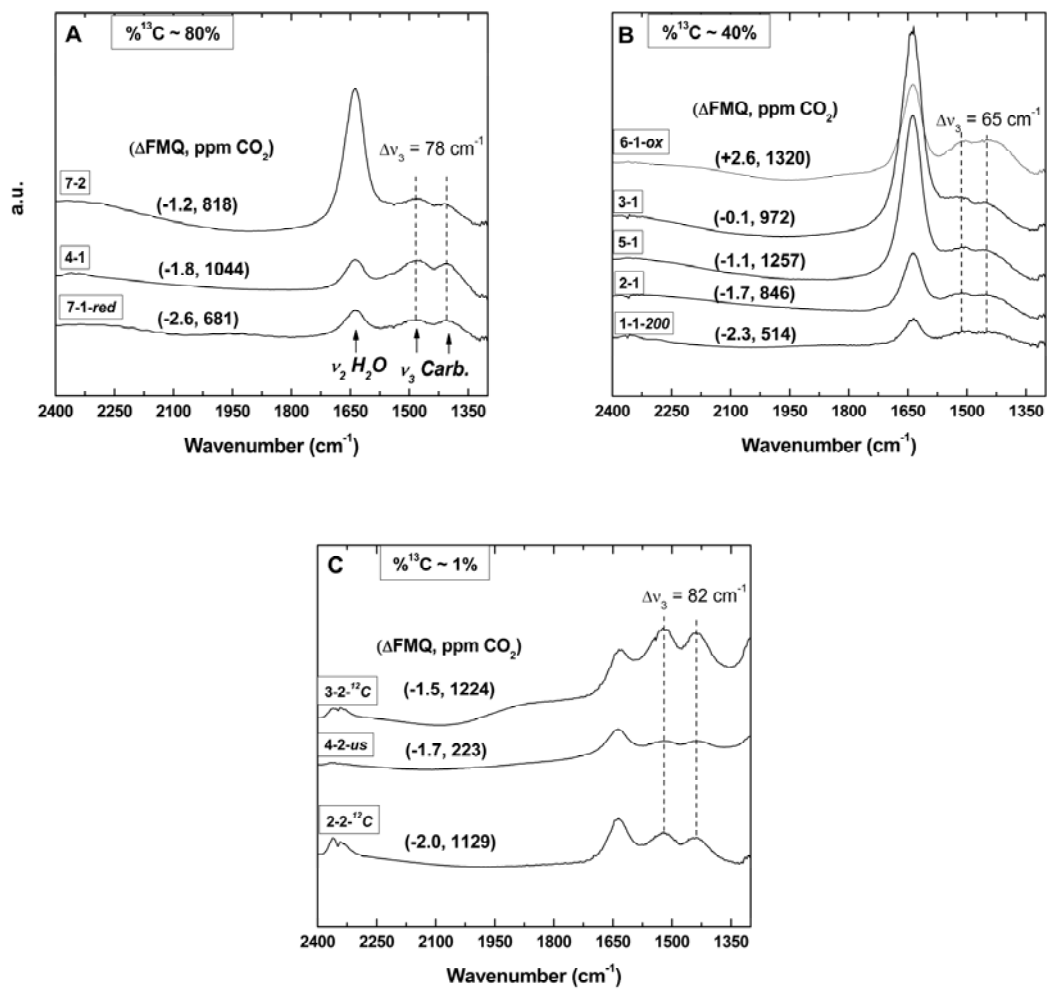 A
%¹³C ~ 80%
(ΔFMQ, ppm CO₂)
Δν₃ = 78 cm⁻¹
7-2
(-1.2, 818)
4-1
(-1.8, 1044)
7-1-red
(-2.6, 681)
ν₂ H₂O
ν₃ Carb.
a.u.
2400 2250 2100 1950 1800 1650 1500 1350
Wavenumber (cm⁻¹)
B
%¹³C ~ 40%
(ΔFMQ, ppm CO₂)
Δν₃ = 65 cm⁻¹
6-1-ox
(+2.6, 1320)
3-1
(-0.1, 972)
5-1
(-1.1, 1257)
2-1
(-1.7, 846)
1-1-200
(-2.3, 514)
2400 2250 2100 1950 1800 1650 1500 1350
Wavenumber (cm⁻¹)
C
%¹³C ~ 1%
Δν₃ = 82 cm⁻¹
(ΔFMQ, ppm CO₂)
3-2-¹²C
(-1.5, 1224)
4-2-us
(-1.7, 223)
2-2-¹²C
(-2.0, 1129)
2400 2250 2100 1950 1800 1650 1500 1350
Wavenumber (cm⁻¹)